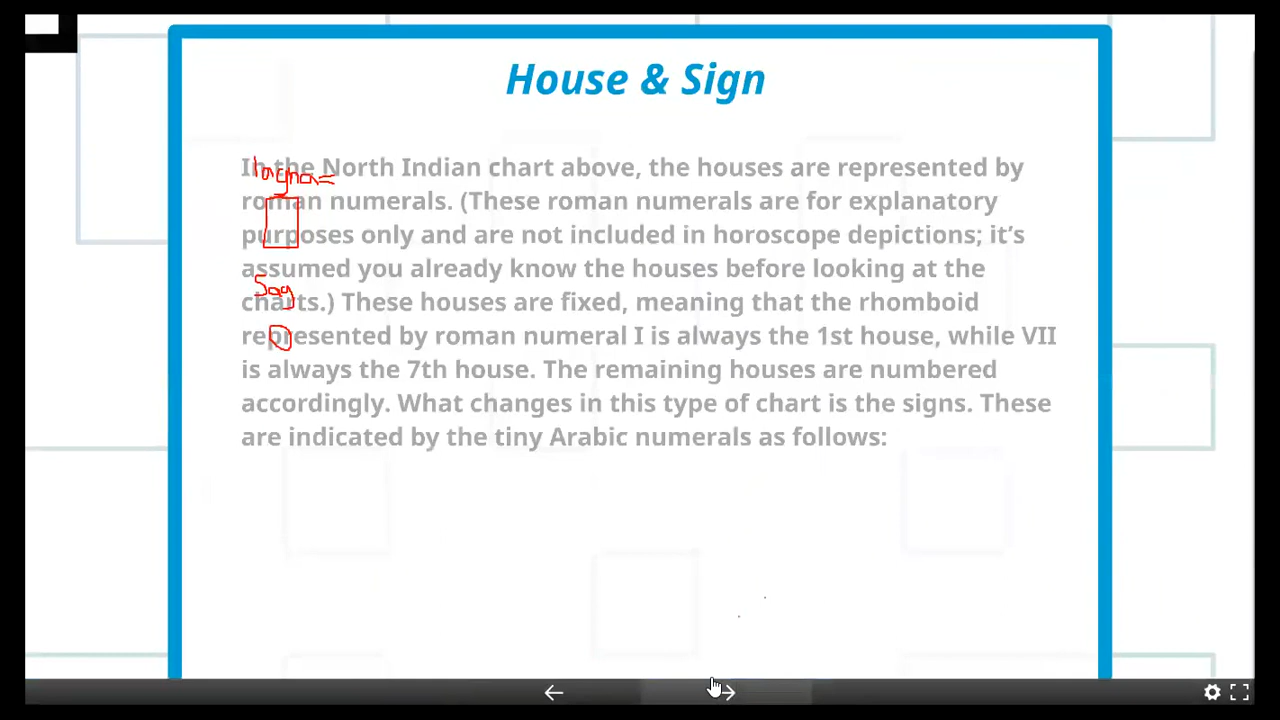 House & Sign
In the North Indian chart above, the houses are represented by
lagna=
roman numerals. (These roman numerals are for explanatory
purposes only and are not included in horoscope depictions; it's
assumed you already know the houses before looking at the
Sag
charts.) These houses are fixed, meaning that the rhomboid
represented by roman numeral I is always the 1st house, while VII
is always the 7th house. The remaining houses are numbered
accordingly. What changes in this type of chart is the signs. These
are indicated by the tiny Arabic numerals as follows: